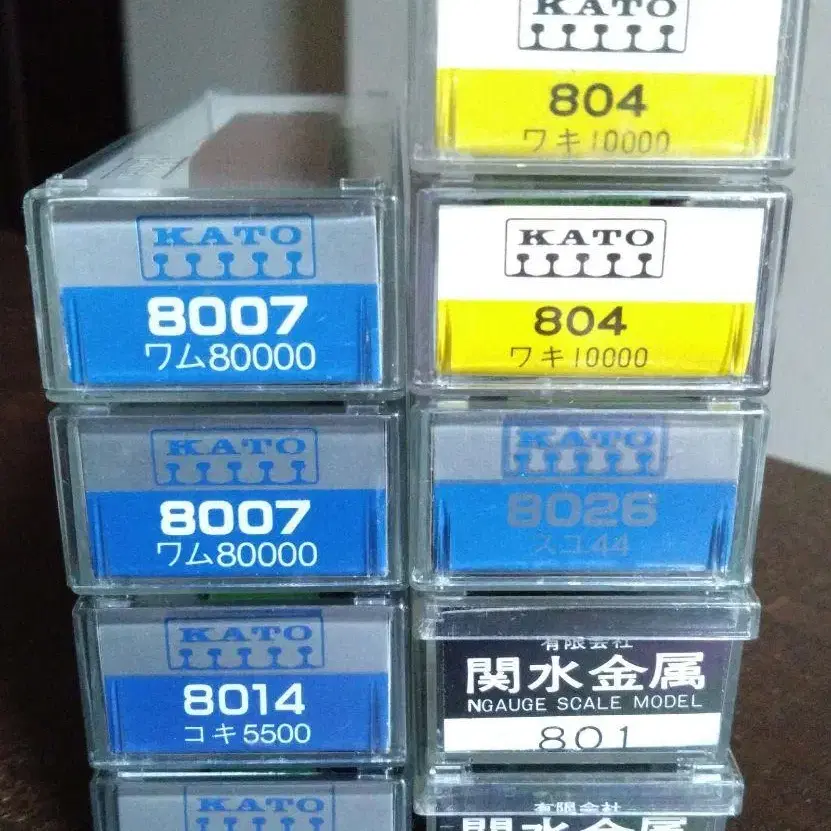 KATO
8007
ワム80000
KATO
8007
ワム80000
KATO
8014
コキ5500
KATO
KATO
804
ワキ10000
KATO
804
ワキ10000
KATO
8026
スユ44
有限会社
関水金属
NGAUGE SCALE MODEL
801
有限会社
関水金属